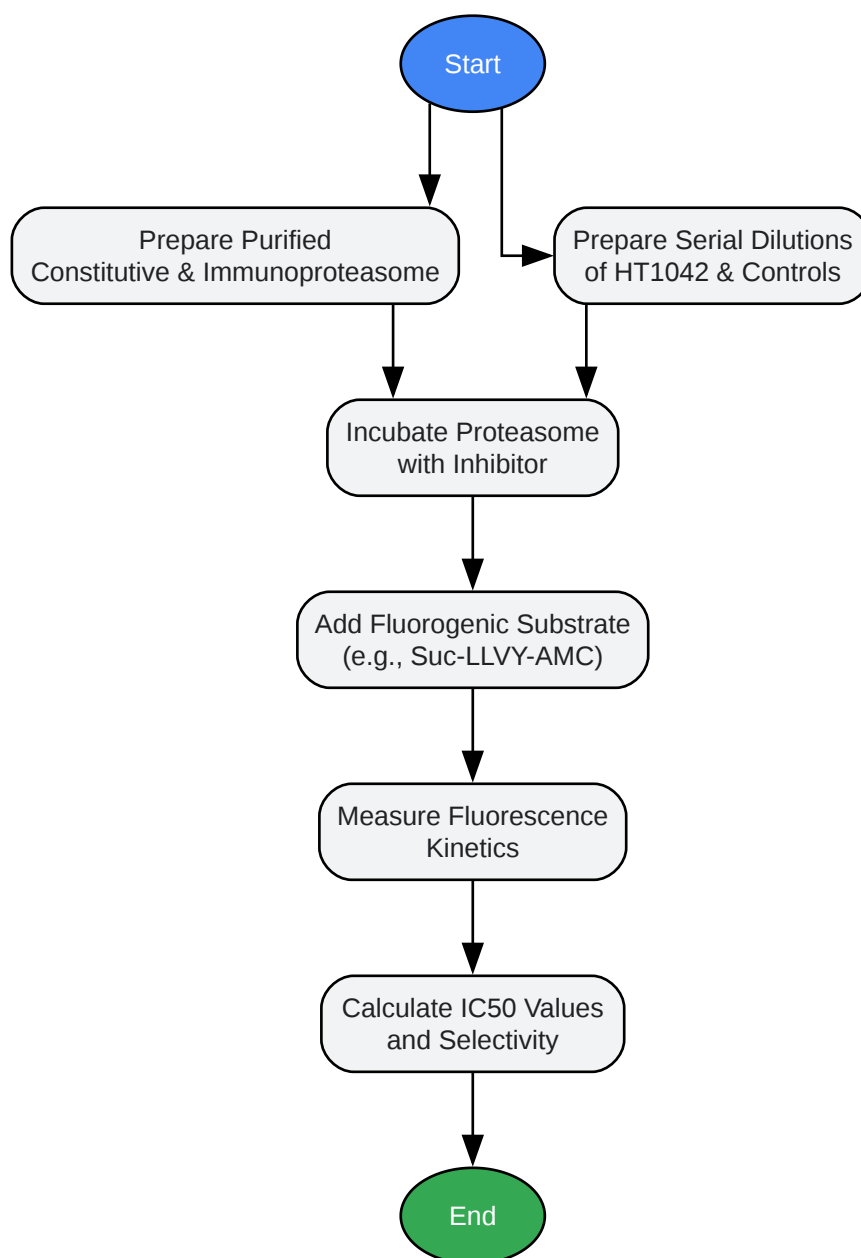 Start
Prepare Purified
Constitutive & Immunoproteasome
Prepare Serial Dilutions
of HT1042 & Controls
Incubate Proteasome
with Inhibitor
Add Fluorogenic Substrate
(e.g., Suc-LLVY-AMC)
Measure Fluorescence
Kinetics
Calculate IC50 Values
and Selectivity
End